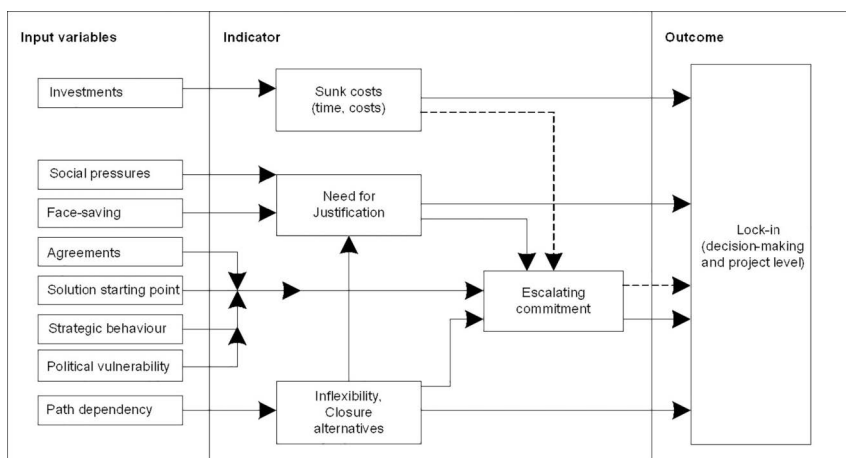 Input variables
Indicator
Outcome
Investments
Social pressures
Face-saving
Agreements
Solution starting point
Strategic behaviour
Political vulnerability
Path dependency
Sunk costs
(time, costs)
Need for
Justification
Escalating
commitment
Inflexibility,
Closure
alternatives
Lock-in
(decision-making
and project level)